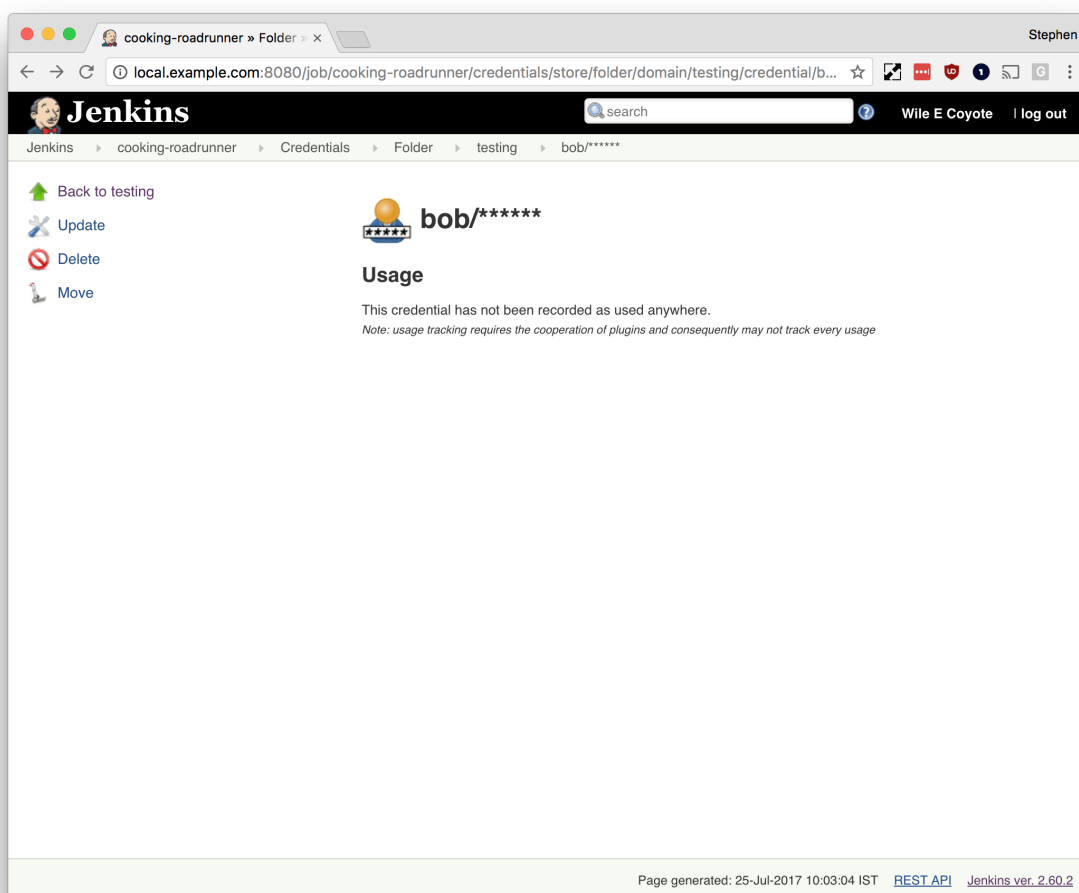 cooking-roadrunner » Folder »
Stephen
local.example.com:8080/job/cooking-roadrunner/credentials/store/folder/domain/testing/credential/b...
Jenkins
search
Wile E Coyote
| log out
Jenkins cooking-roadrunner Credentials Folder testing bob/******
Back to testing
Update
Delete
Move
*****
bob/******
Usage
This credential has not been recorded as used anywhere.
Note: usage tracking requires the cooperation of plugins and consequently may not track every usage
Page generated: 25-Jul-2017 10:03:04 IST REST API Jenkins ver. 2.60.2